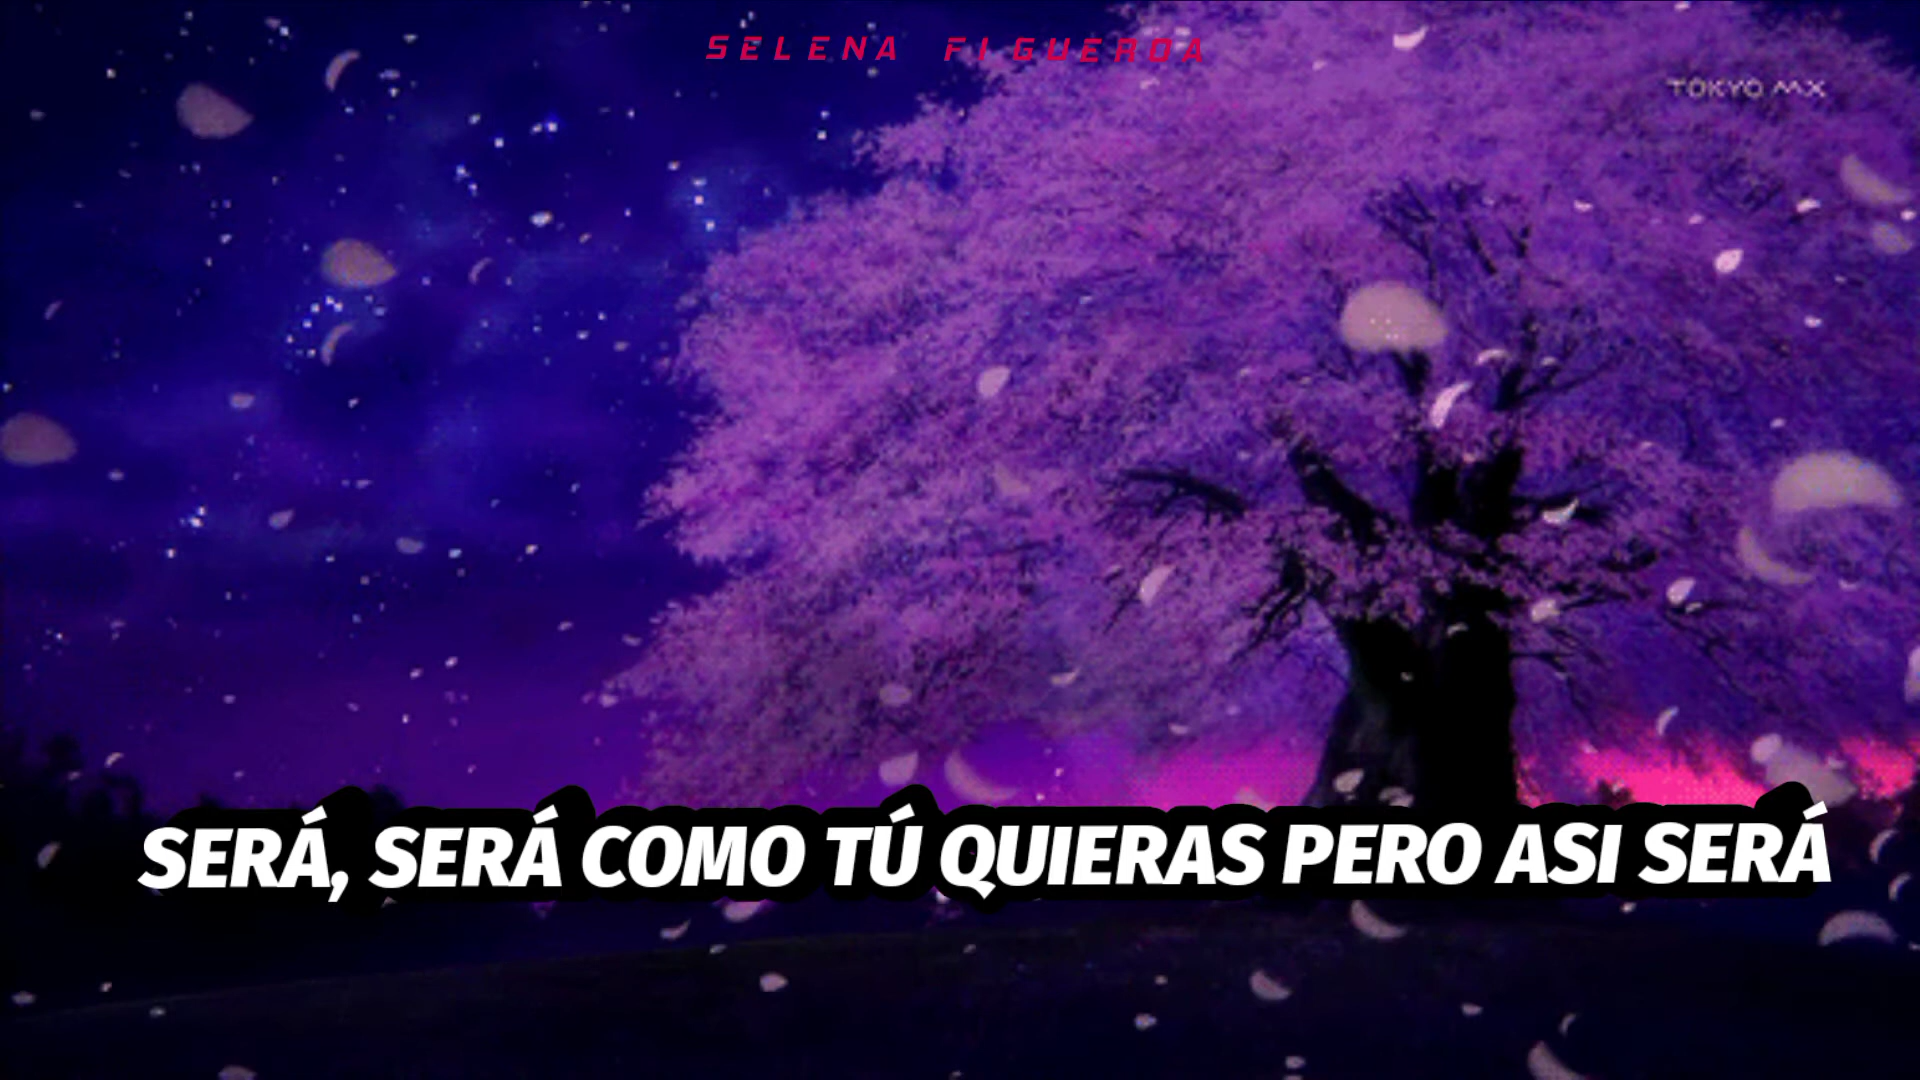 SELENA FIGUEROA
TOKYO MX
SERÁ, SERÁ COMO TÚ QUIERAS PERO ASI SERÁ